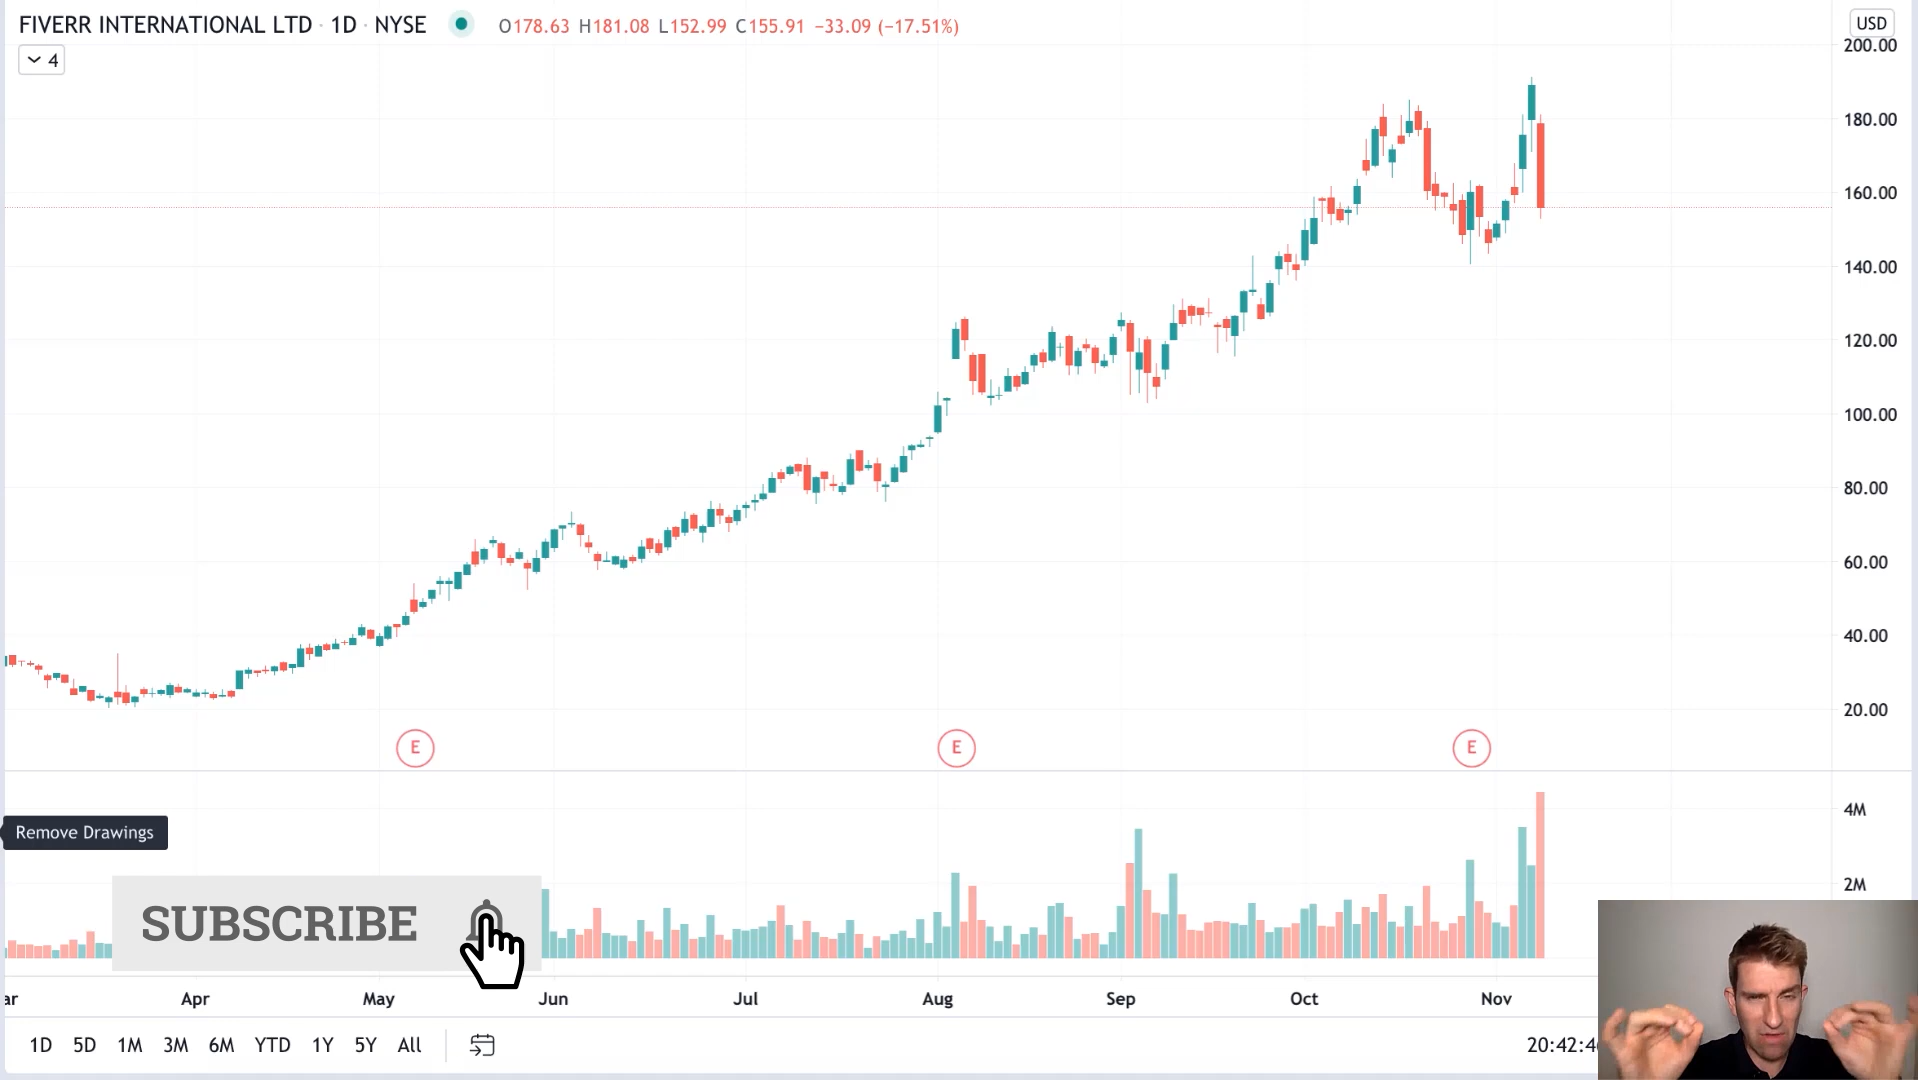 FIVERR INTERNATIONAL LTD · 1D · NYSE O178.63 H181.08 L152.99 C155.91 −33.09 (−17.51%)
USD
4
200.00
180.00
160.00
140.00
120.00
100.00
80.00
60.00
40.00
20.00
E E E
4M
Remove Drawings
2M
SUBSCRIBE
ar Apr May Jun Jul Aug Sep Oct Nov
1D 5D 1M 3M 6M YTD 1Y 5Y All
20:42:4